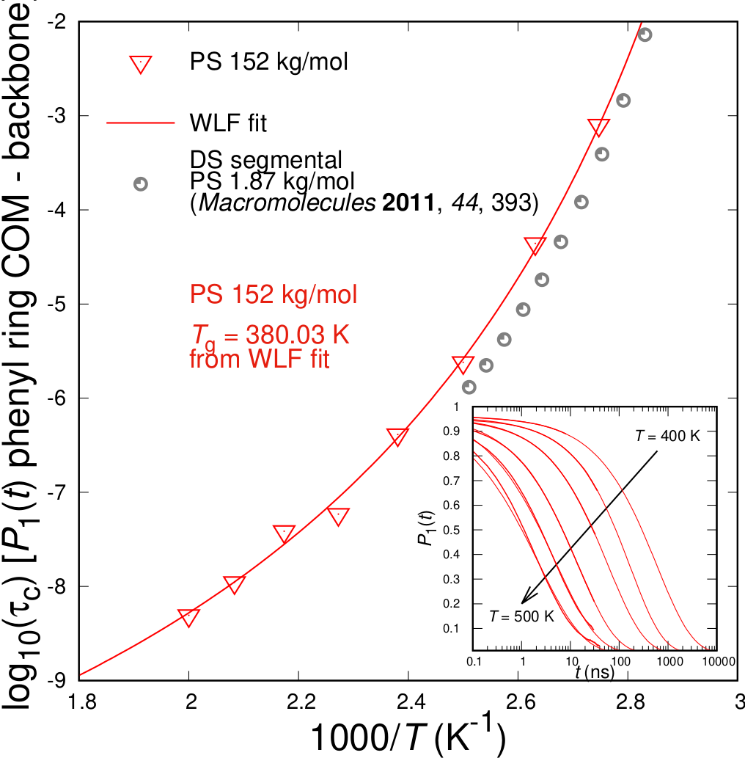 -2
-3
-4
-5
-6
-7
-8
-9
log10(τc) [P1(t) phenyl ring COM - backbone]
PS 152 kg/mol
WLF fit
DS segmental
PS 1.87 kg/mol
(Macromolecules 2011, 44, 393)
PS 152 kg/mol
Tg = 380.03 K
from WLF fit
1
0.9
0.8
0.7
0.6
0.5
0.4
0.3
0.2
0.1
P1(t)
T = 400 K
T = 500 K
0.1 1 10 100 1000 10000
t (ns)
1.8 2 2.2 2.4 2.6 2.8 3
1000/T (K-1)